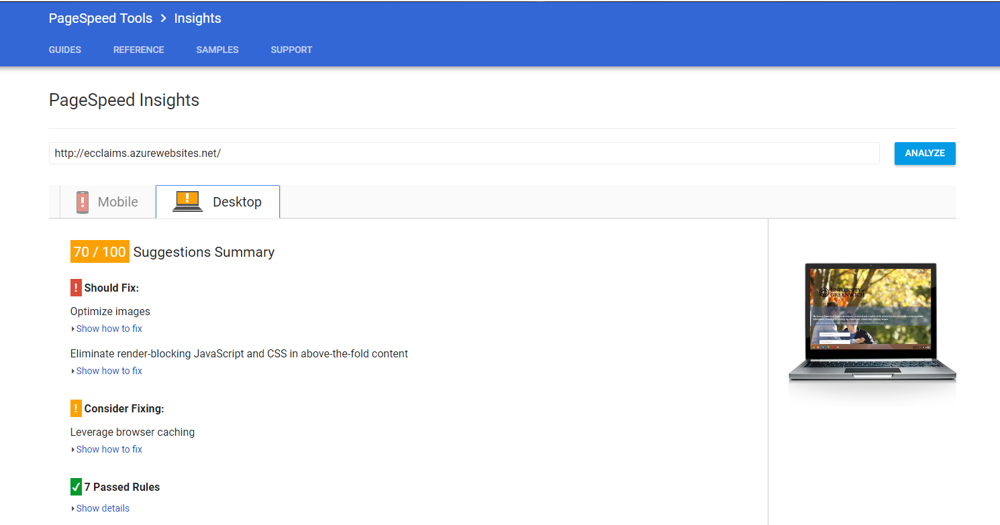 PageSpeed Tools > Insights
GUIDES REFERENCE SAMPLES SUPPORT
PageSpeed Insights
http://ecclaims.azurewebsites.net/ ANALYZE
! Mobile ! Desktop
70 / 100 Suggestions Summary
! Should Fix:
Optimize images
Show how to fix
Eliminate render-blocking JavaScript and CSS in above-the-fold content
Show how to fix
! Consider Fixing:
Leverage browser caching
Show how to fix
✓ 7 Passed Rules
Show details
UNIVERSITY of
GREENWICH